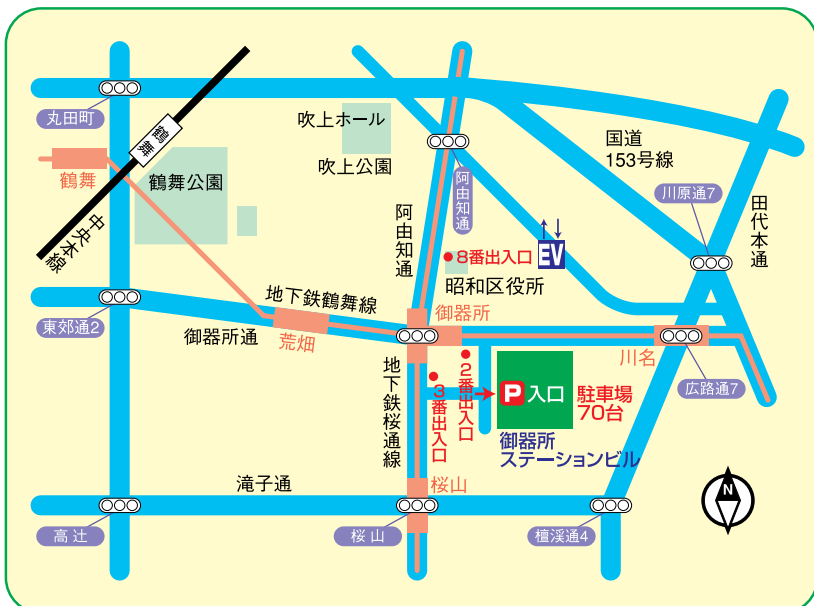 丸田町
鶴舞
鶴舞
中央本線
鶴舞公園
吹上ホール
吹上公園
阿由知通
阿由知通
国道
153号線
川原通7
田代本通
8番出入口
EV
昭和区役所
地下鉄鶴舞線
御器所
東郊通2
御器所通
荒畑
川名
広路通7
地下鉄桜通線
3番出入口
2番出入口
P入口
駐車場
70台
御器所
ステーションビル
滝子通
桜山
高辻
桜山
檀渓通4
N